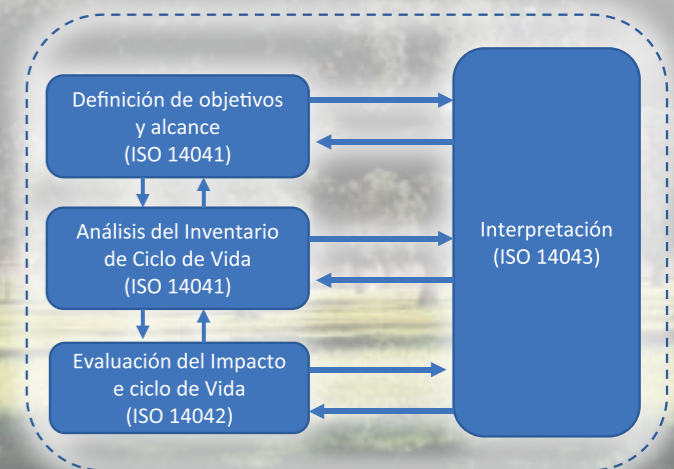 Definición de objetivos
y alcance
(ISO 14041)
Análisis del Inventario
de Ciclo de Vida
(ISO 14041)
Evaluación del Impacto
e ciclo de Vida
(ISO 14042)
Interpretación
(ISO 14043)